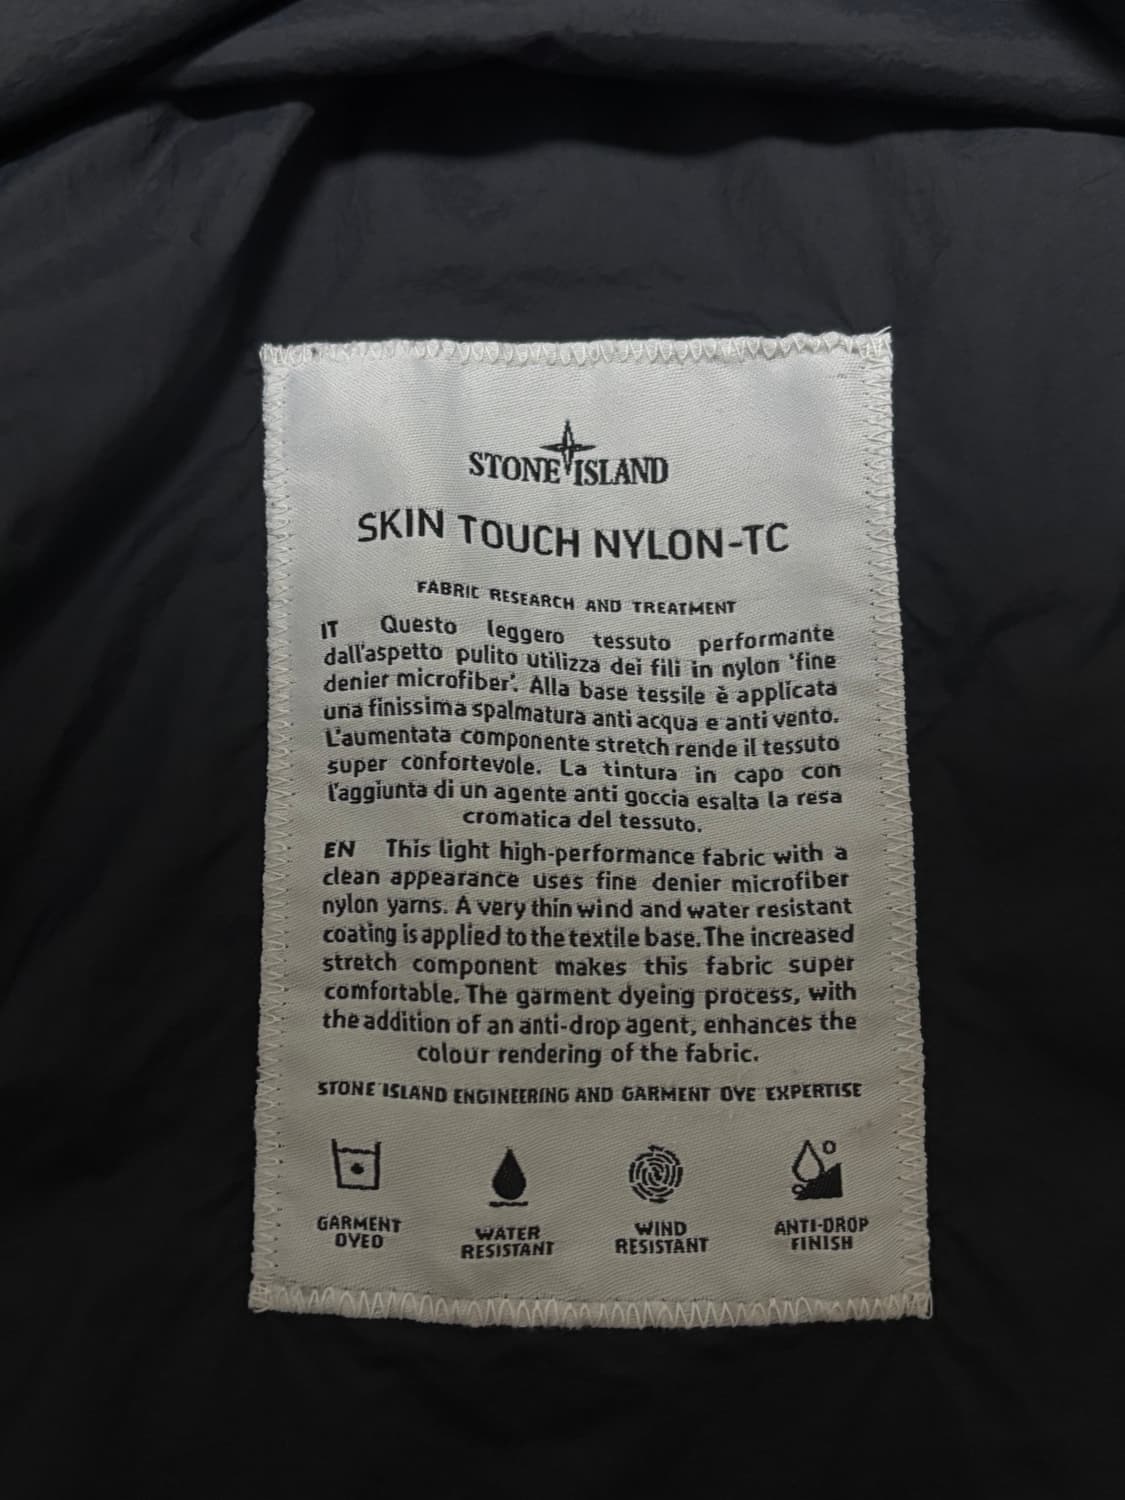 STONE ISLAND
SKIN TOUCH NYLON-TC
FABRIC RESEARCH AND TREATMENT
IT Questo leggero tessuto performante
dall'aspetto pulito utilizza dei fili in nylon 'fine
denier microfiber'. Alla base tessile è applicata
una finissima spalmatura anti acqua e anti vento.
L'aumentata componente stretch rende il tessuto
super confortevole. La tintura in capo con
l'aggiunta di un agente anti goccia esalta la resa
cromatica del tessuto.
EN This light high-performance fabric with a
clean appearance uses fine denier microfiber
nylon yarns. A very thin wind and water resistant
coating is applied to the textile base. The increased
stretch component makes this fabric super
comfortable. The garment dyeing process, with
the addition of an anti-drop agent, enhances the
colour rendering of the fabric.
STONE ISLAND ENGINEERING AND GARMENT DYE EXPERTISE
GARMENT
DYED
WATER
RESISTANT
WIND
RESISTANT
ANTI-DROP
FINISH